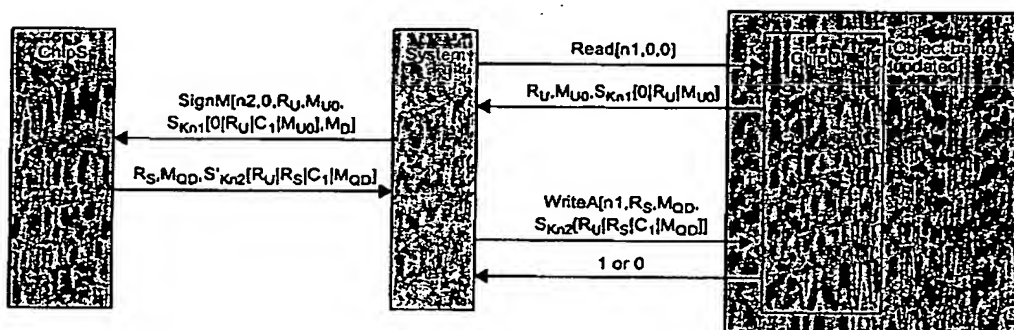 ChipS
System
Object being
updated
Read[n1,0,0]
R_U,M_U0,S_Kn1[0|R_U|M_U0]
SignM[n2,0,R_U,M_U0,
S_Kn1[0|R_U|C_1|M_U0],M_D]
R_S,M_QD,S'_Kn2[R_U|R_S|C_1|M_QD]
WriteA[n1,R_S,M_QD,
S_Kn2[R_U|R_S|C_1|M_QD]]
1 or 0